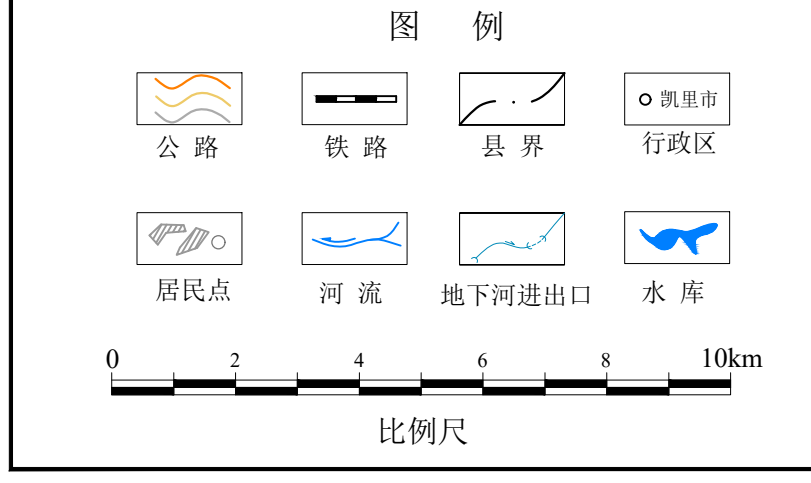 图 例
凯里市
公 路 铁 路 县 界 行政区
居民点 河 流 地下河进出口 水 库
0 2 4 6 8 10km
比例尺